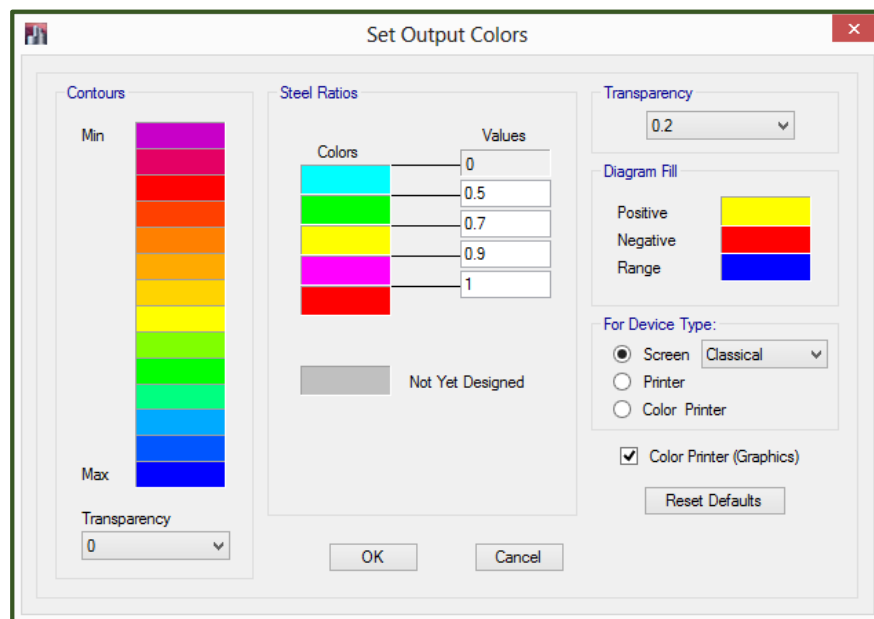 Set Output Colors
Contours
Min
Max
Transparency
0
Steel Ratios
Colors
Values
0
0.5
0.7
0.9
1
Not Yet Designed
OK
Cancel
Transparency
0.2
Diagram Fill
Positive
Negative
Range
For Device Type:
Screen Classical
Printer
Color Printer
Color Printer (Graphics)
Reset Defaults